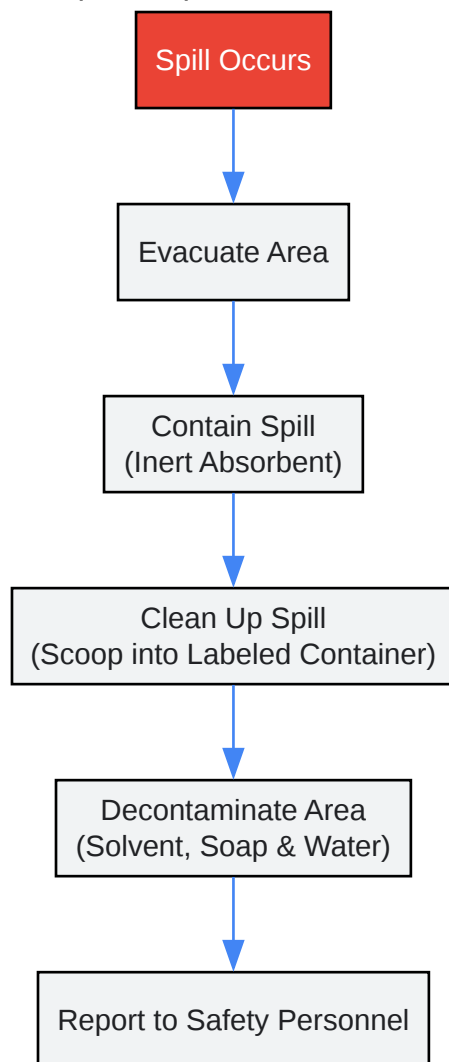 Spill Occurs
Evacuate Area
Contain Spill
(Inert Absorbent)
Clean Up Spill
(Scoop into Labeled Container)
Decontaminate Area
(Solvent, Soap & Water)
Report to Safety Personnel